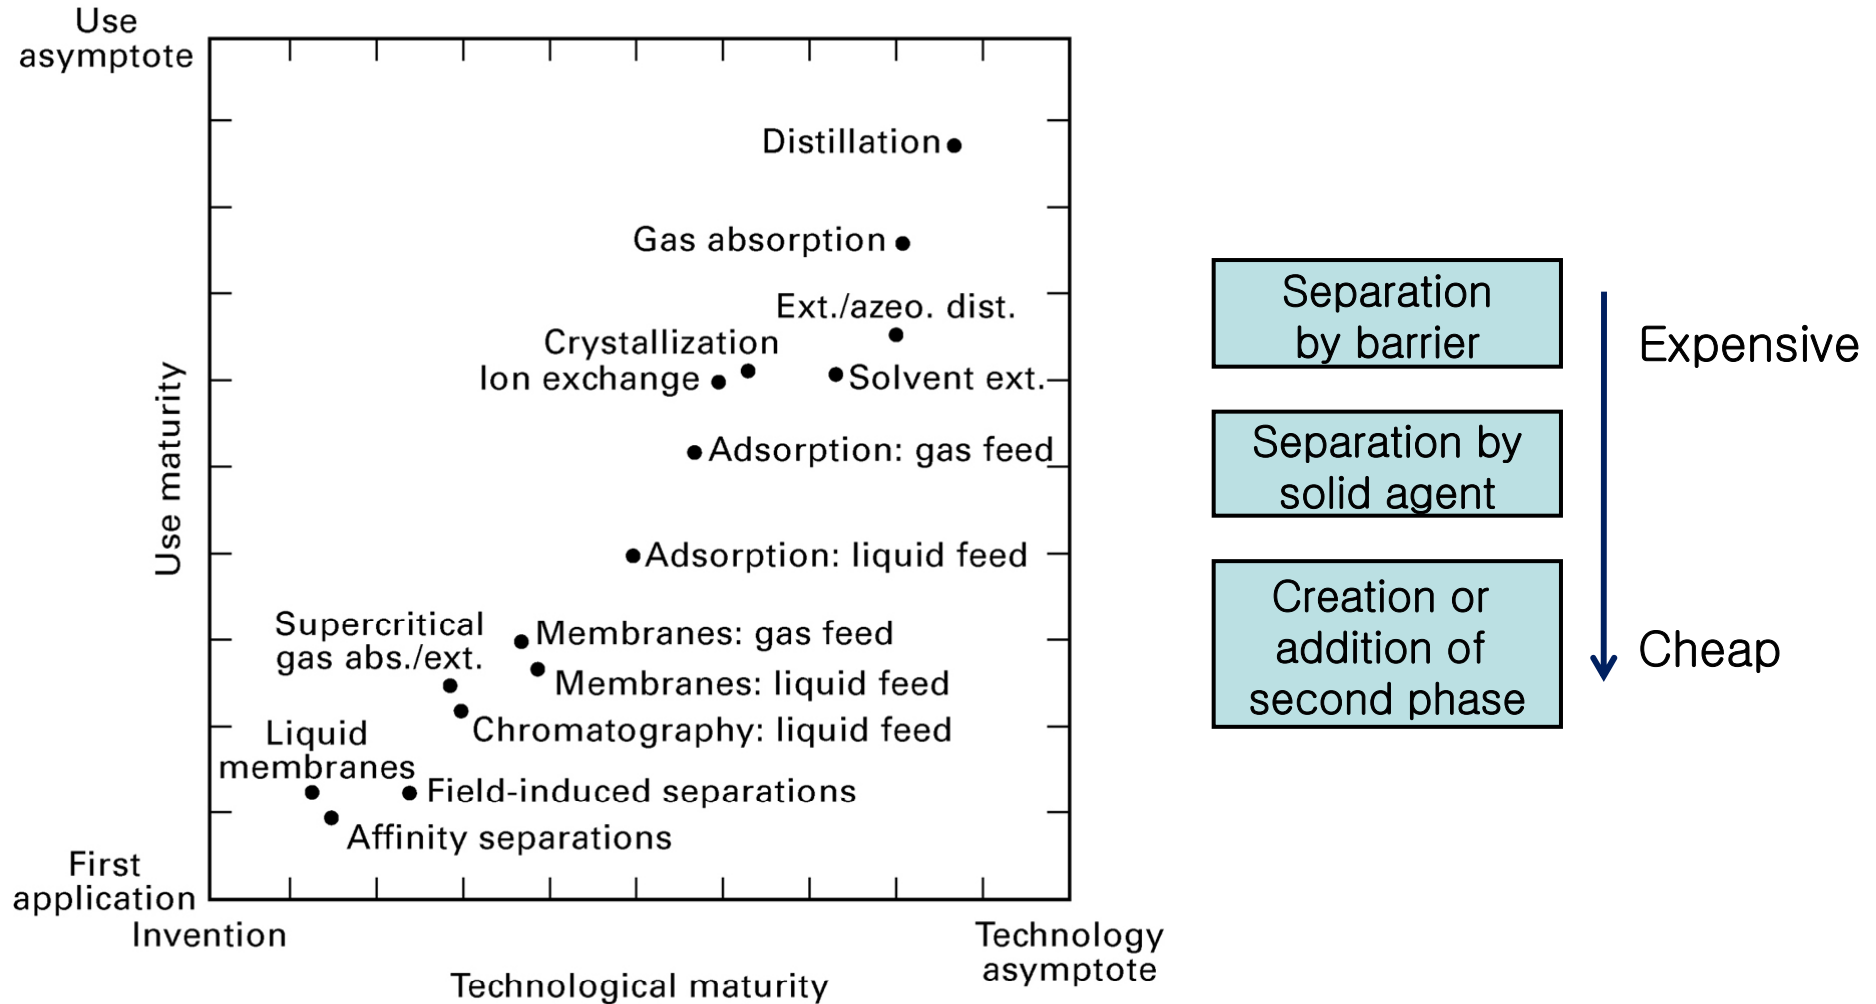 Use
asymptote
Distillation
Gas absorption
Ext./azeo. dist.
Crystallization
Ion exchange
Solvent ext.
Adsorption: gas feed
Adsorption: liquid feed
Supercritical
gas abs./ext.
Membranes: gas feed
Membranes: liquid feed
Chromatography: liquid feed
Liquid
membranes
Field-induced separations
Affinity separations
Use maturity
First
application
Invention
Technology
asymptote
Technological maturity
Separation
by barrier
Separation by
solid agent
Creation or
addition of
second phase
Expensive
Cheap